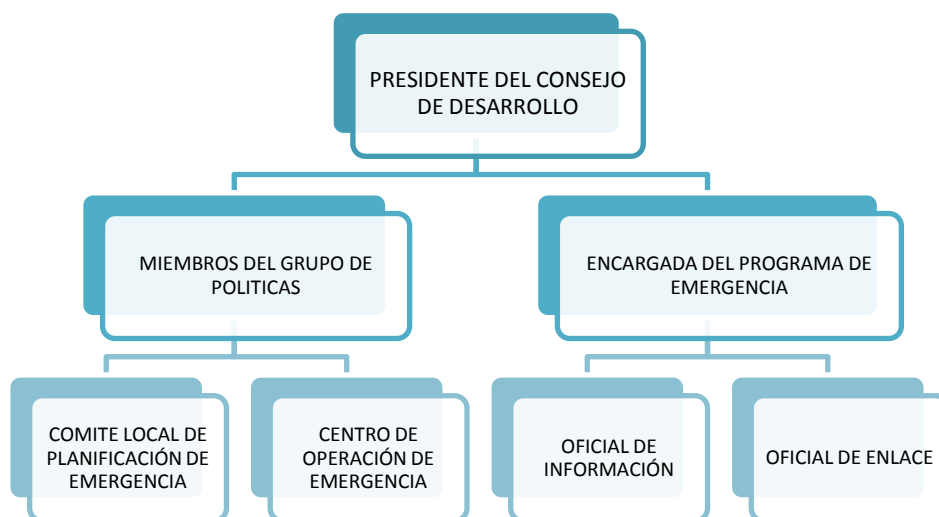 PRESIDENTE DEL CONSEJO
DE DESARROLLO
MIEMBROS DEL GRUPO DE
POLITICAS
ENCARGADA DEL PROGRAMA DE
EMERGENCIA
COMITE LOCAL DE
PLANIFICACIÓN DE
EMERGENCIA
CENTRO DE
OPERACIÓN DE
EMERGENCIA
OFICIAL DE
INFORMACIÓN
OFICIAL DE ENLACE